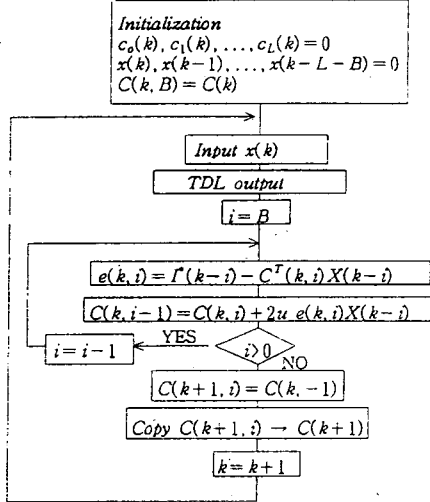 Initialization
c₀(k), c₁(k), ..., c_L(k)=0
x(k), x(k−1), ..., x(k−L−B)=0
C(k, B)=C(k)
Input x(k)
TDL output
i=B
e(k, i)=Γ(k−i)−Cᵀ(k, i)X(k−i)
C(k, i−1)=C(k, i)+2u e(k, i)X(k−i)
YES
i=i−1
i>0
NO
C(k+1, i)=C(k, −1)
Copy C(k+1, i) → C(k+1)
k=k+1